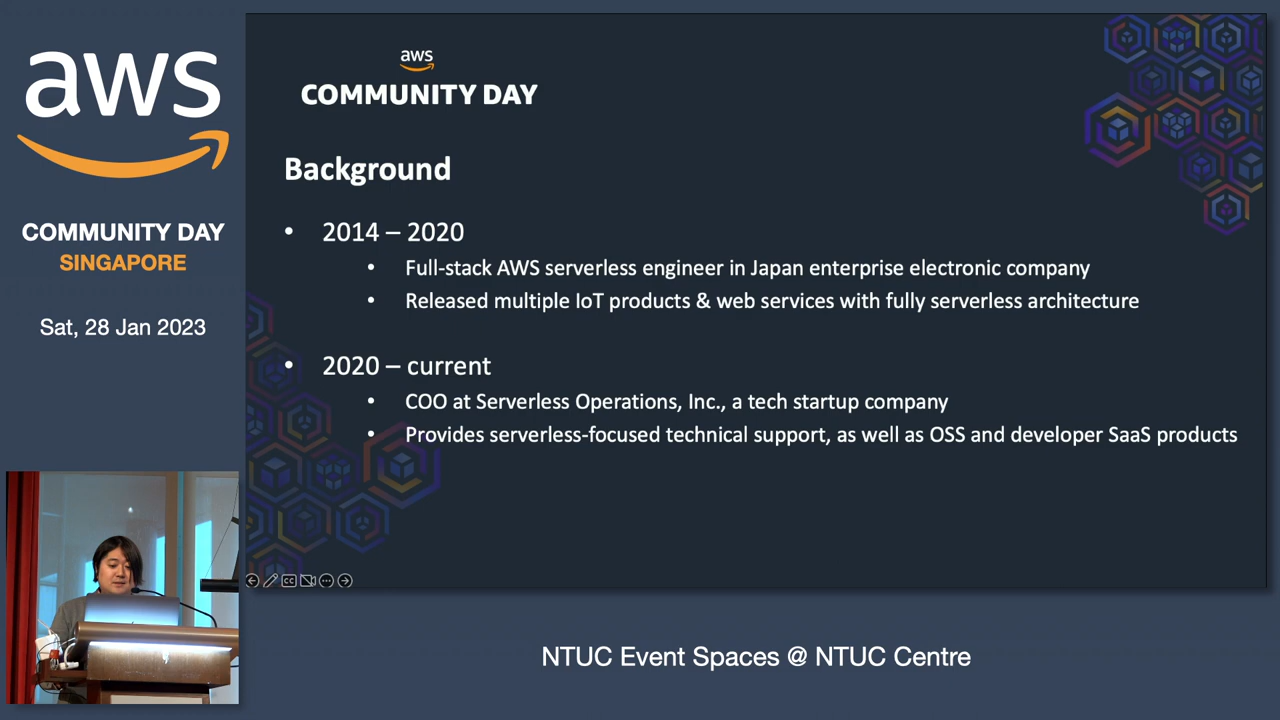 aws
COMMUNITY DAY
SINGAPORE
Sat, 28 Jan 2023
aws
COMMUNITY DAY
Background
• 2014 – 2020
• Full-stack AWS serverless engineer in Japan enterprise electronic company
• Released multiple IoT products & web services with fully serverless architecture
• 2020 – current
• COO at Serverless Operations, Inc., a tech startup company
• Provides serverless-focused technical support, as well as OSS and developer SaaS products
CC
NTUC Event Spaces @ NTUC Centre